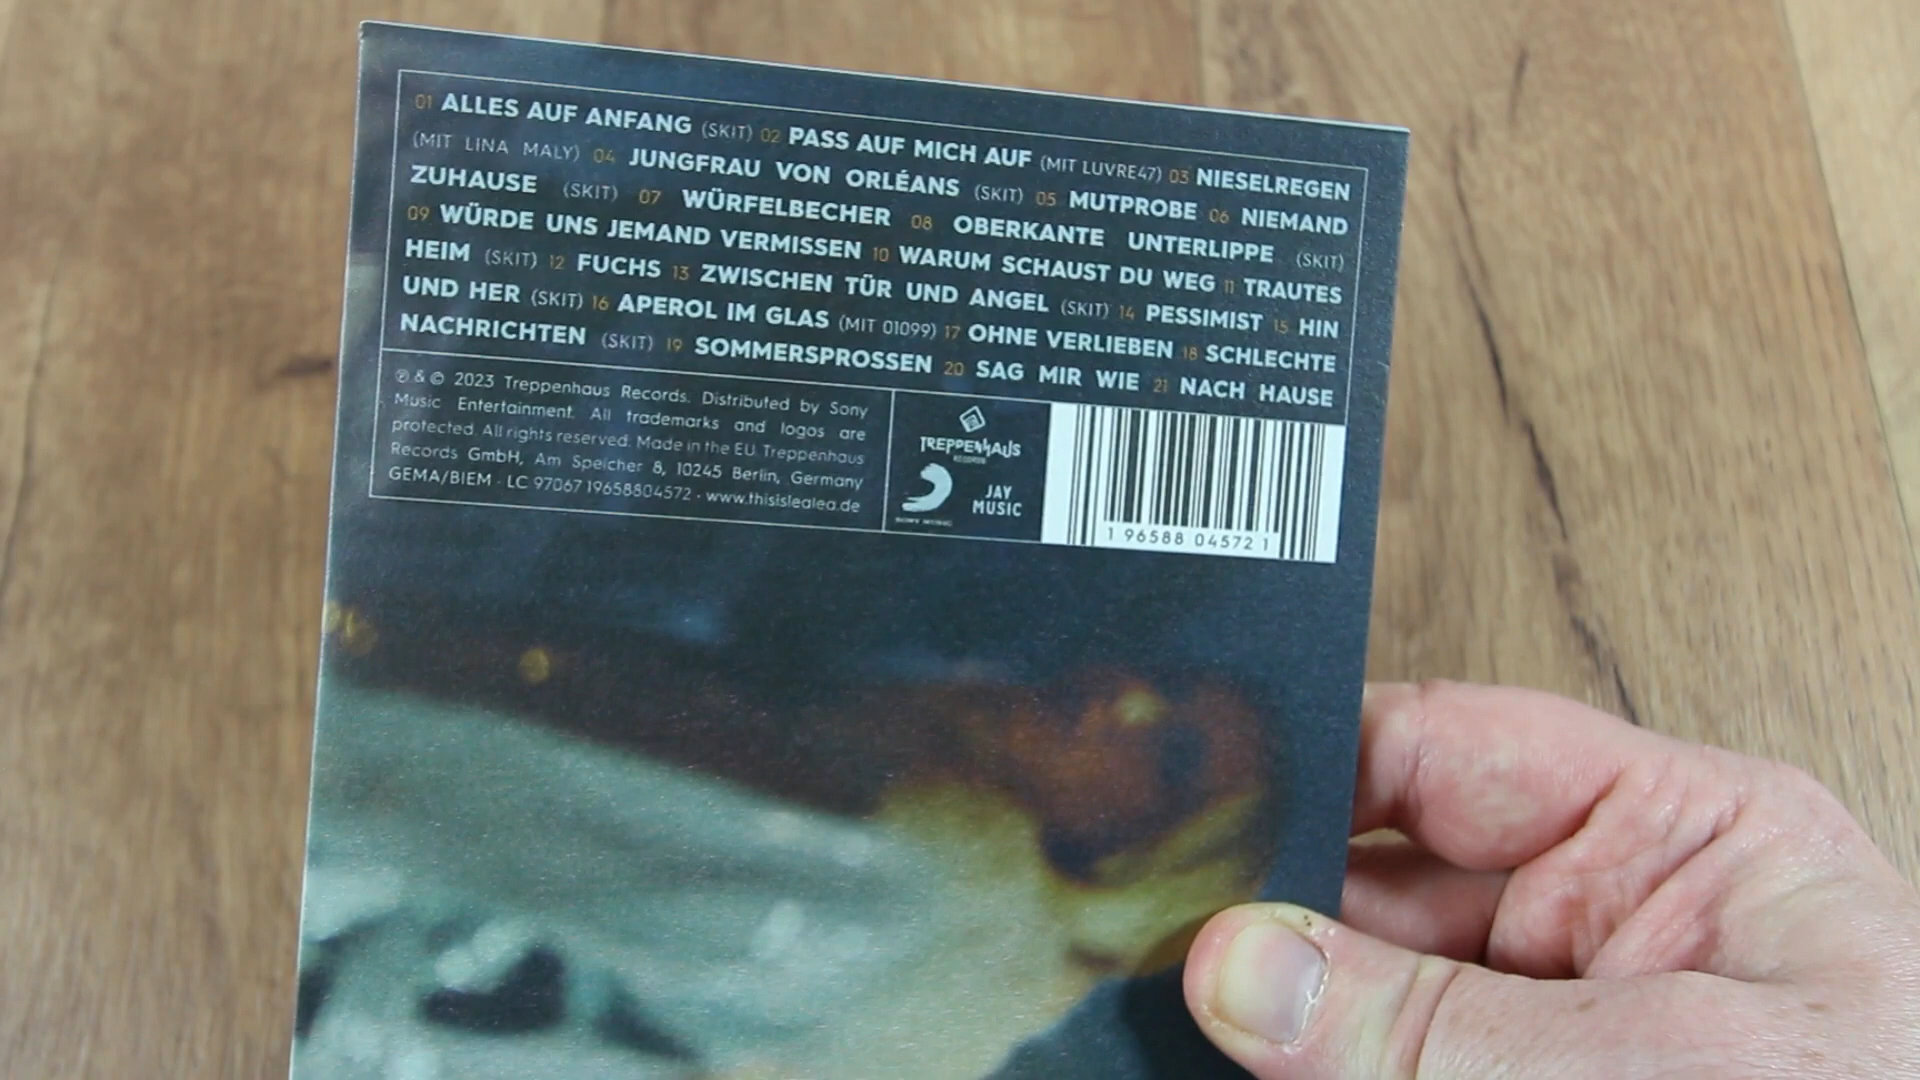 01 ALLES AUF ANFANG (SKIT) 02 PASS AUF MICH AUF (MIT LUVRE47) 03 NIESELREGEN
(MIT LINA MALY) 04 JUNGFRAU VON ORLÉANS (SKIT) 05 MUTPROBE 06 NIEMAND
ZUHAUSE (SKIT) 07 WÜRFELBECHER 08 OBERKANTE UNTERLIPPE (SKIT)
09 WÜRDE UNS JEMAND VERMISSEN 10 WARUM SCHAUST DU WEG 11 TRAUTES
HEIM (SKIT) 12 FUCHS 13 ZWISCHEN TÜR UND ANGEL (SKIT) 14 PESSIMIST 15 HIN
UND HER (SKIT) 16 APEROL IM GLAS (MIT 01099) 17 OHNE VERLIEBEN 18 SCHLECHTE
NACHRICHTEN (SKIT) 19 SOMMERSPROSSEN 20 SAG MIR WIE 21 NACH HAUSE
℗ & © 2023 Treppenhaus Records. Distributed by Sony
Music Entertainment. All trademarks and logos are
protected. All rights reserved. Made in the EU. Treppenhaus
Records GmbH, Am Speicher 8, 10245 Berlin, Germany
GEMA/BIEM · LC 97067 19658804572 · www.thisislealea.de
TREPPENHAUS
RECORDS
SONY MUSIC
JAY
MUSIC
1 96588 04572 1